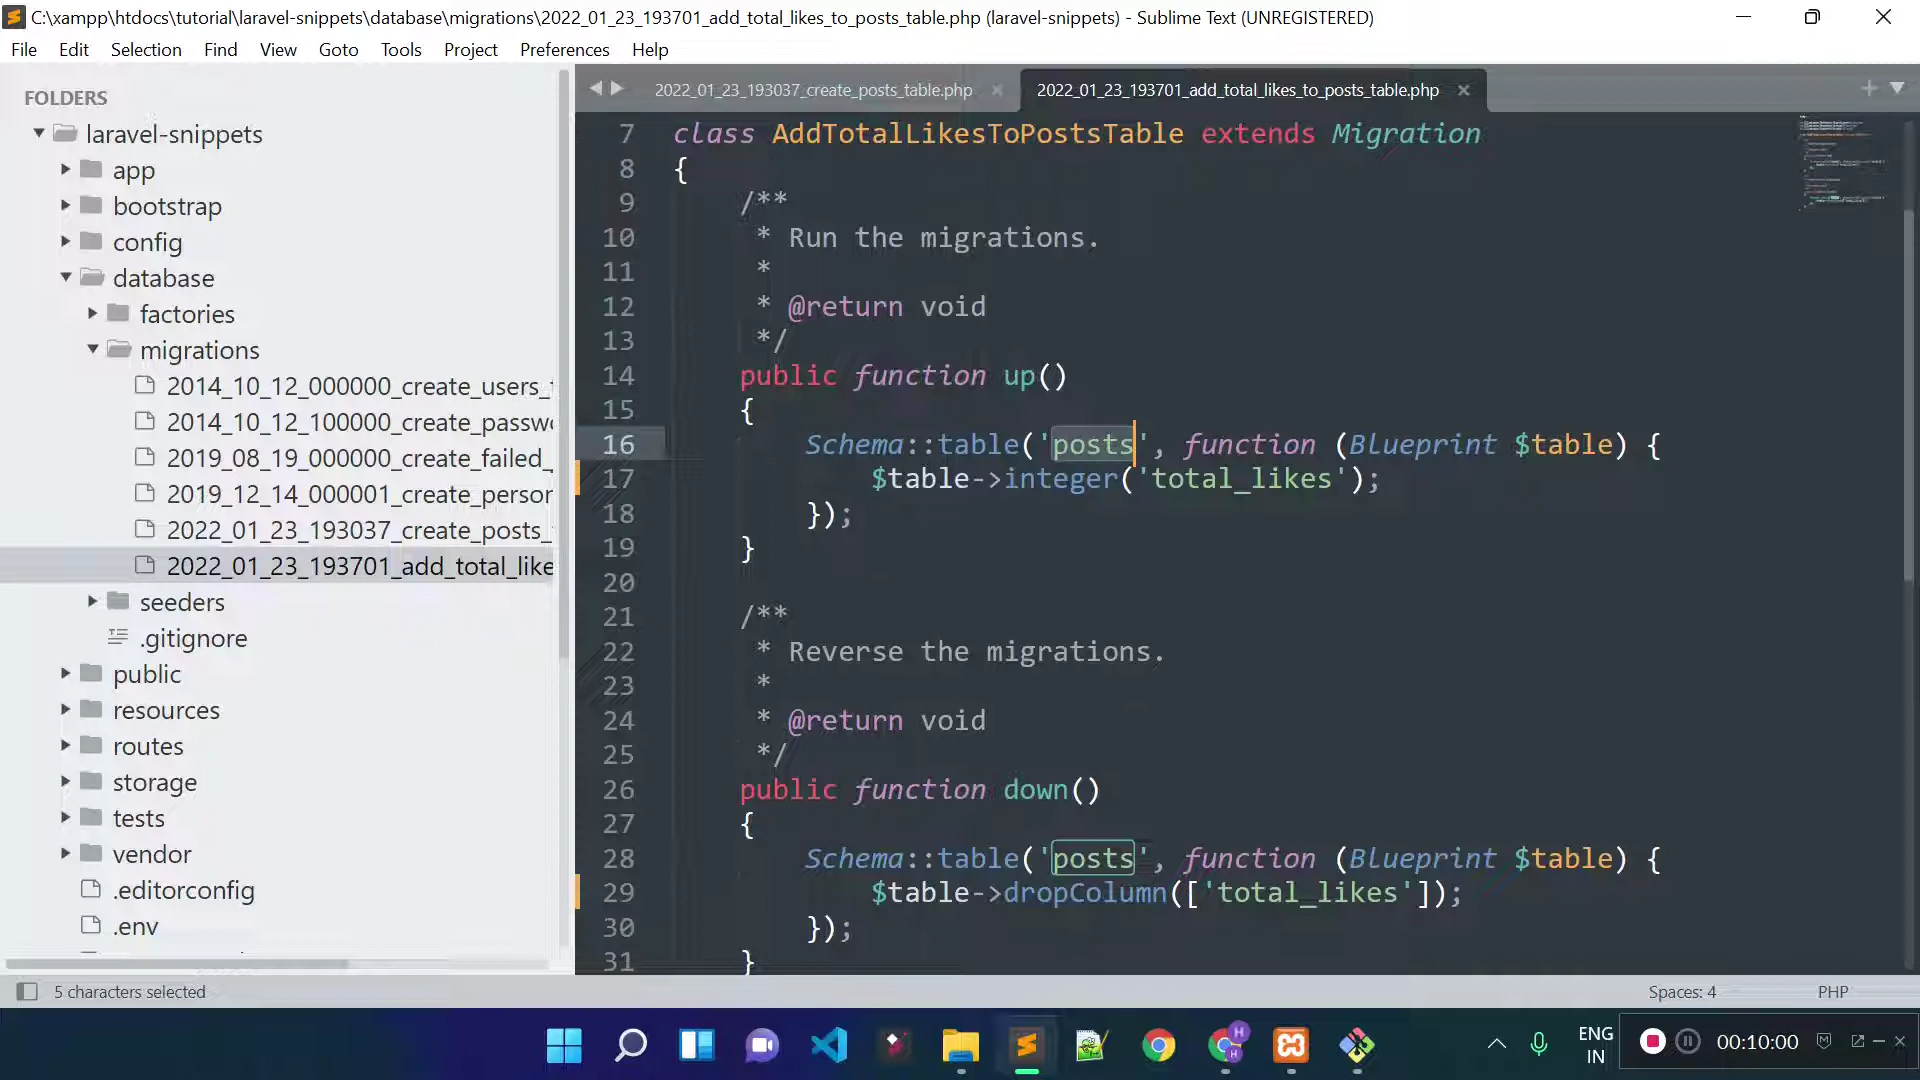 C:\xampp\htdocs\tutorial\laravel-snippets\database\migrations\2022_01_23_193701_add_total_likes_to_posts_table.php (laravel-snippets) - Sublime Text (UNREGISTERED)
File Edit Selection Find View Goto Tools Project Preferences Help
FOLDERS
laravel-snippets
app
bootstrap
config
database
factories
migrations
2014_10_12_000000_create_users_
2014_10_12_100000_create_passw
2019_08_19_000000_create_failed_
2019_12_14_000001_create_person
2022_01_23_193037_create_posts_
2022_01_23_193701_add_total_like
seeders
.gitignore
public
resources
routes
storage
tests
vendor
.editorconfig
.env
2022_01_23_193037_create_posts_table.php
2022_01_23_193701_add_total_likes_to_posts_table.php
7 class AddTotalLikesToPostsTable extends Migration
8 {
9 /**
10 * Run the migrations.
11 *
12 * @return void
13 */
14 public function up()
15 {
16 Schema::table('posts', function (Blueprint $table) {
17 $table->integer('total_likes');
18 });
19 }
20
21 /**
22 * Reverse the migrations.
23 *
24 * @return void
25 */
26 public function down()
27 {
28 Schema::table('posts', function (Blueprint $table) {
29 $table->dropColumn(['total_likes']);
30 });
31 }
5 characters selected
Spaces: 4
PHP
ENG
IN
00:10:00